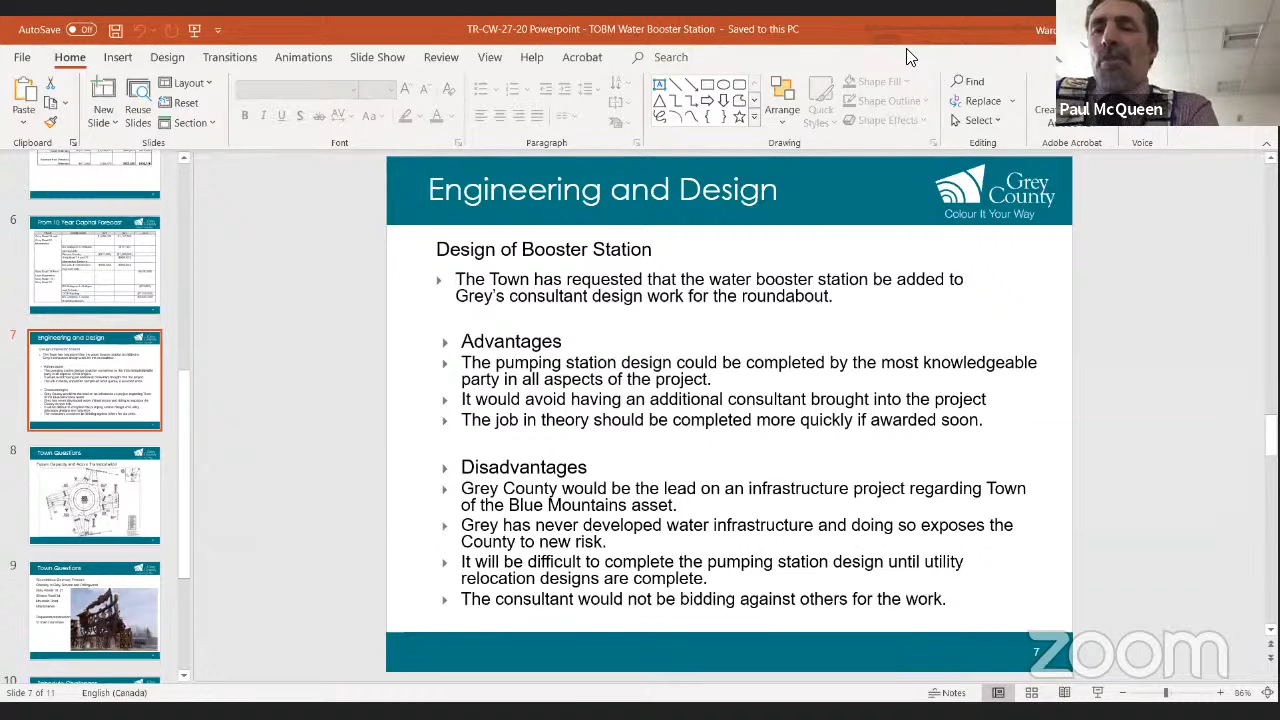 AutoSave Off
TR-CW-27-20 Powerpoint - TOBM Water Booster Station - Saved to this PC
File Home Insert Design Transitions Animations Slide Show Review View Help Acrobat Search
Paste
Clipboard
New
Slide
Reuse
Slides
Layout
Reset
Section
Slides
Font
Paragraph
Arrange
Quick
Styles
Shape Fill
Shape Outline
Shape Effects
Drawing
Find
Replace
Select
Editing
Adobe Acrobat
Voice
Paul McQueen
6
From 10 Year Capital Forecast
7
Engineering and Design
8
Town Questions
9
Town Questions
10
Engineering and Design
Grey
County
Colour It Your Way
Design of Booster Station
The Town has requested that the water booster station be added to
Grey's consultant design work for the roundabout.
Advantages
The pumping station design could be completed by the most knowledgeable
party in all aspects of the project.
It would avoid having an additional consultant brought into the project
The job in theory should be completed more quickly if awarded soon.
Disadvantages
Grey County would be the lead on an infrastructure project regarding Town
of the Blue Mountains asset.
Grey has never developed water infrastructure and doing so exposes the
County to new risk.
It will be difficult to complete the pumping station design until utility
relocation designs are complete.
The consultant would not be bidding against others for the work.
7
zoom
Slide 7 of 11 English (Canada) Notes 86%